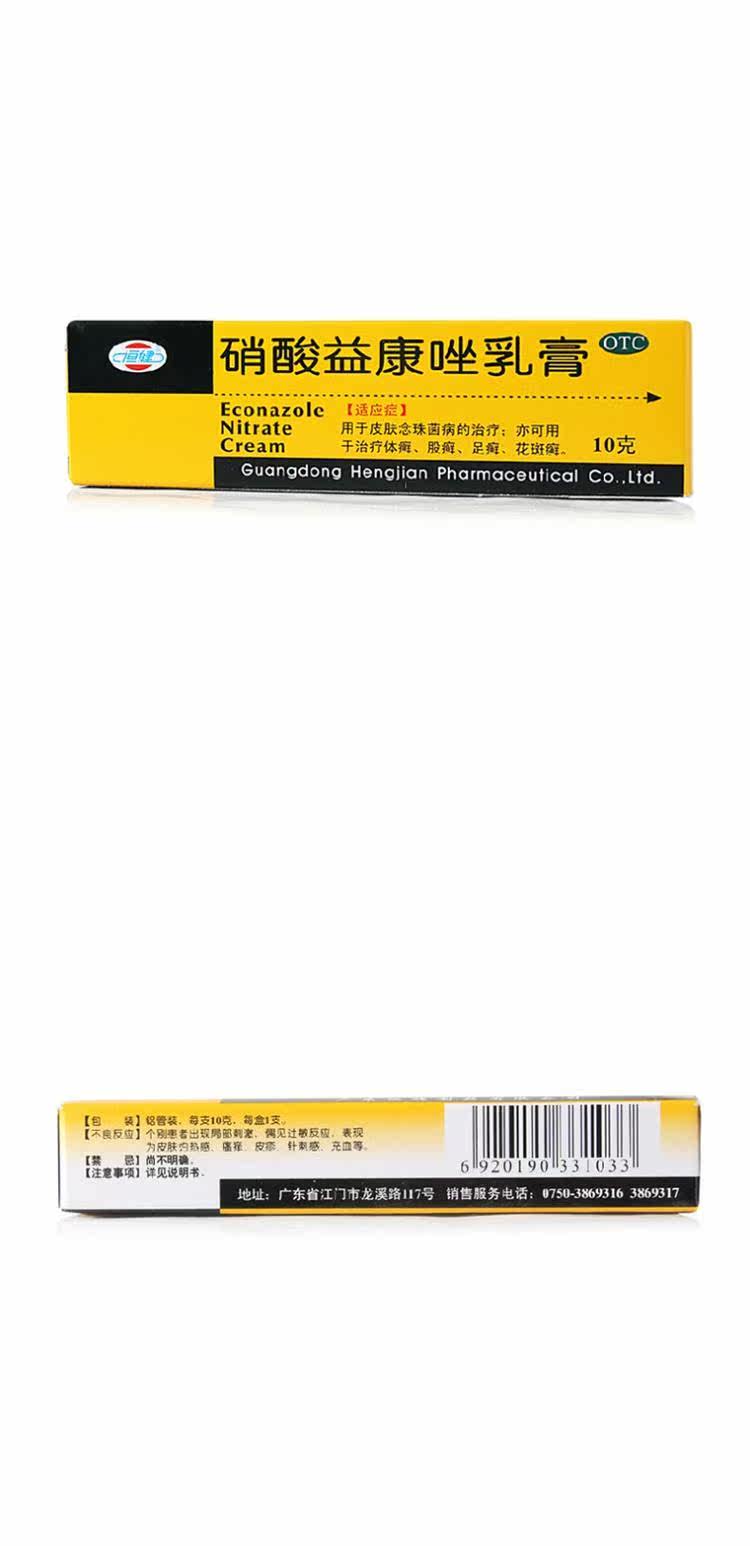 恒健
硝酸益康唑乳膏 OTC
Econazole
Nitrate
Cream
【适应症】
用于皮肤念珠菌病的治疗；亦可用
于治疗体癣、股癣、足癣、花斑癣。
10克
Guangdong Hengjian Pharmaceutical Co.,Ltd.
【包 装】铝管装，每支10克，每盒1支。
【不良反应】个别患者出现局部刺激，偶见过敏反应，表现
为皮肤灼热感、瘙痒、皮疹、针刺感、充血等。
【禁 忌】尚不明确。
【注意事项】详见说明书。
6 920190 331033
地址：广东省江门市龙溪路117号 销售服务电话：0750-3869316 3869317